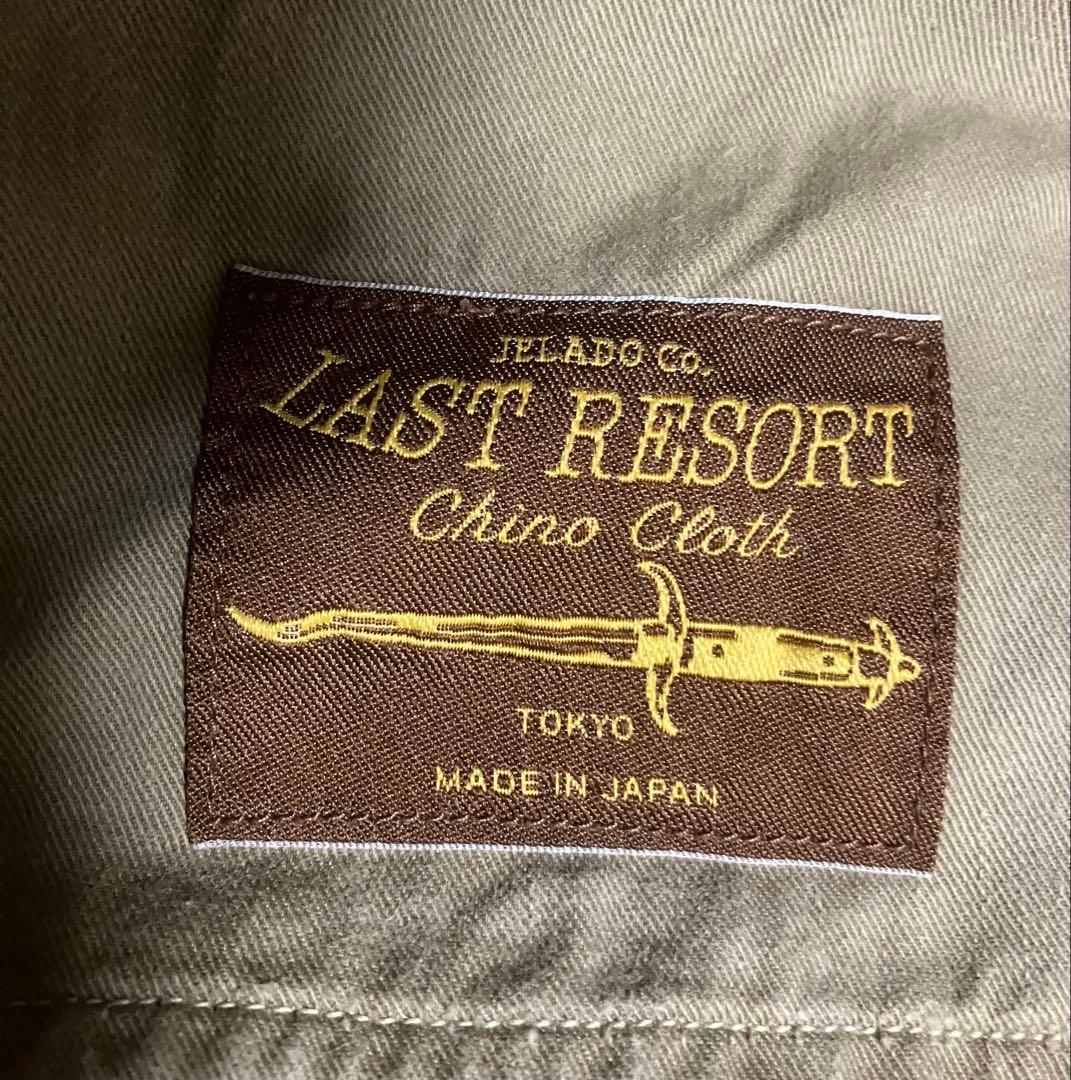 JELADO Co.
LAST RESORT
Chino Cloth
TOKYO
MADE IN JAPAN